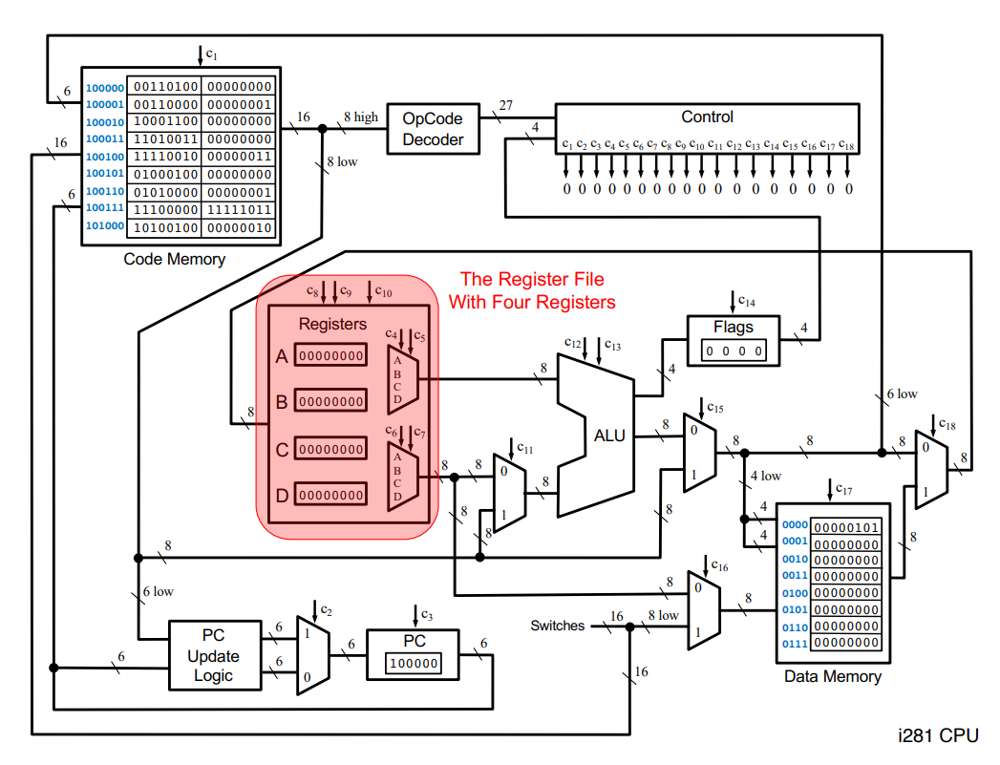 c1
6
16
6
100000 00110100 00000000
100001 00110000 00000001
100010 10001100 00000000
100011 11010011 00000000
100100 11110010 00000011
100101 01000100 00000000
100110 01010000 00000001
100111 11100000 11111011
101000 10100100 00000010
Code Memory
16
8 high
8 low
OpCode
Decoder
27
4
Control
c1 c2 c3 c4 c5 c6 c7 c8 c9 c10 c11 c12 c13 c14 c15 c16 c17 c18
0 0 0 0 0 0 0 0 0 0 0 0 0 0 0 0 0 0
The Register File
With Four Registers
c8 c9 c10
Registers
A 00000000
B 00000000
C 00000000
D 00000000
c4 c5
A
B
C
D
c6 c7
A
B
C
D
8
8
8
8
8
8
c11
0
1
8
c12 c13
ALU
4
8
c14
Flags
0 0 0 0
4
c15
0
1
8
8
8
6 low
8
c18
0
1
8
8
4 low
4
4
c17
0000 00000101
0001 00000000
0010 00000000
0011 00000000
0100 00000000
0101 00000000
0110 00000000
0111 00000000
Data Memory
8
6 low
6
PC
Update
Logic
6
6
c2
1
0
6
c3
PC
100000
6
Switches
16
8 low
16
8
c16
0
1
8
i281 CPU